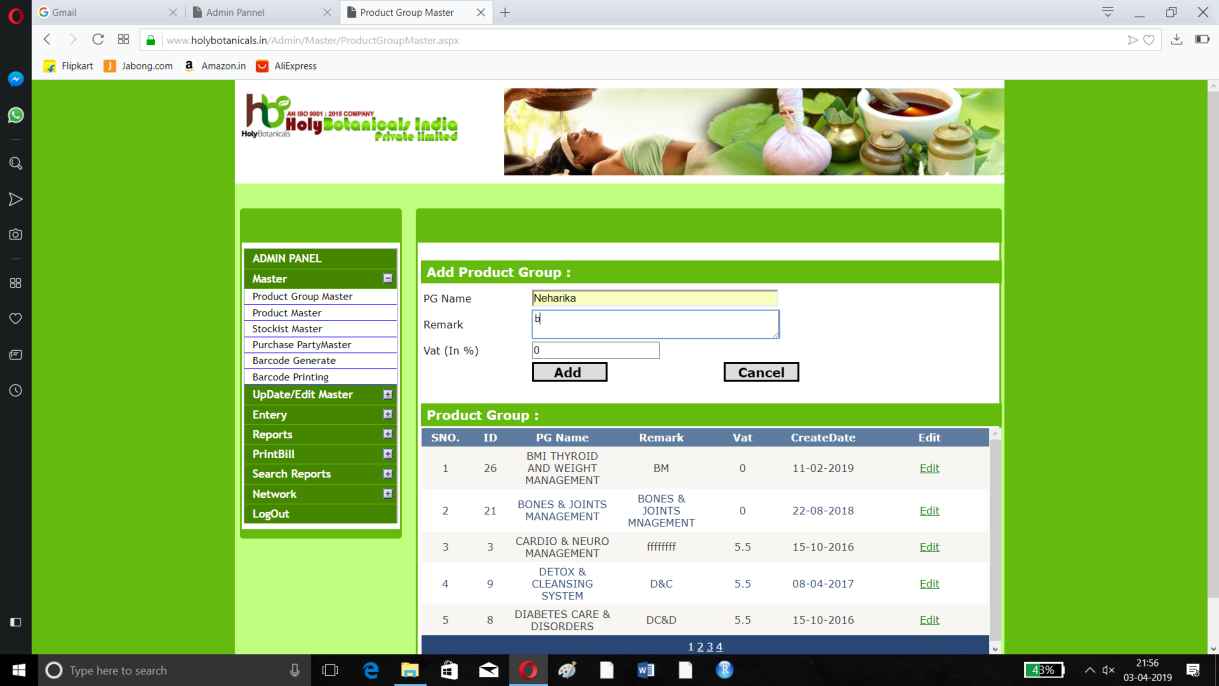 Gmail
Admin Pannel
Product Group Master
www.holybotanicals.in/Admin/Master/ProductGroupMaster.aspx
Flipkart
Jabong.com
Amazon.in
AliExpress
hb
HolyBotanicals
AN ISO 9001 : 2015 COMPANY
HolyBotanicals India
Private limited
ADMIN PANEL
Master
Product Group Master
Product Master
Stockist Master
Purchase PartyMaster
Barcode Generate
Barcode Printing
UpDate/Edit Master
Entery
Reports
PrintBill
Search Reports
Network
LogOut
Add Product Group :
PG Name Neharika
Remark b
Vat (In %) 0
Add Cancel
Product Group :
SNO. ID PG Name Remark Vat CreateDate Edit
1 26 BMI THYROID AND WEIGHT MANAGEMENT BM 0 11-02-2019 Edit
2 21 BONES & JOINTS MANAGEMENT BONES & JOINTS MNAGEMENT 0 22-08-2018 Edit
3 3 CARDIO & NEURO MANAGEMENT ffffffff 5.5 15-10-2016 Edit
4 9 DETOX & CLEANSING SYSTEM D&C 5.5 08-04-2017 Edit
5 8 DIABETES CARE & DISORDERS DC&D 5.5 15-10-2016 Edit
1 2 3 4
Type here to search
43%
21:56
03-04-2019